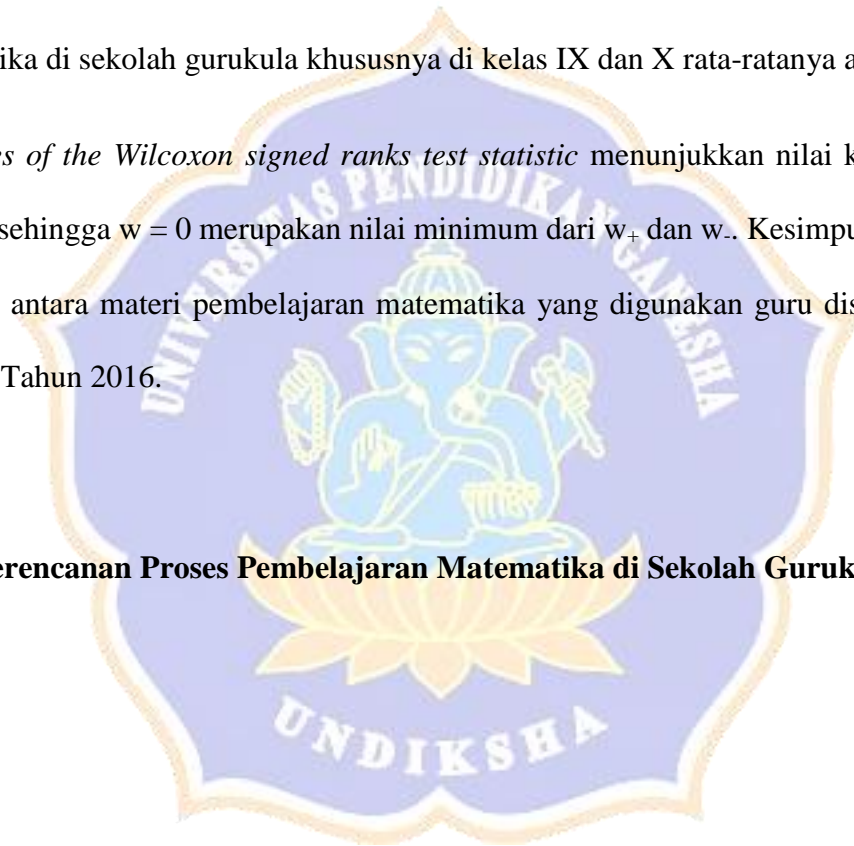 ika di sekolah gurukula khususnya di kelas IX dan X rata-ratanya a
s of the Wilcoxon signed ranks test statistic menunjukkan nilai k
sehingga w = 0 merupakan nilai minimum dari w₊ dan w₋. Kesimpu
antara materi pembelajaran matematika yang digunakan guru dis
Tahun 2016.
erencanan Proses Pembelajaran Matematika di Sekolah Guruk
UNIVERSITAS PENDIDIKAN GANESHA
UNDIKSHA